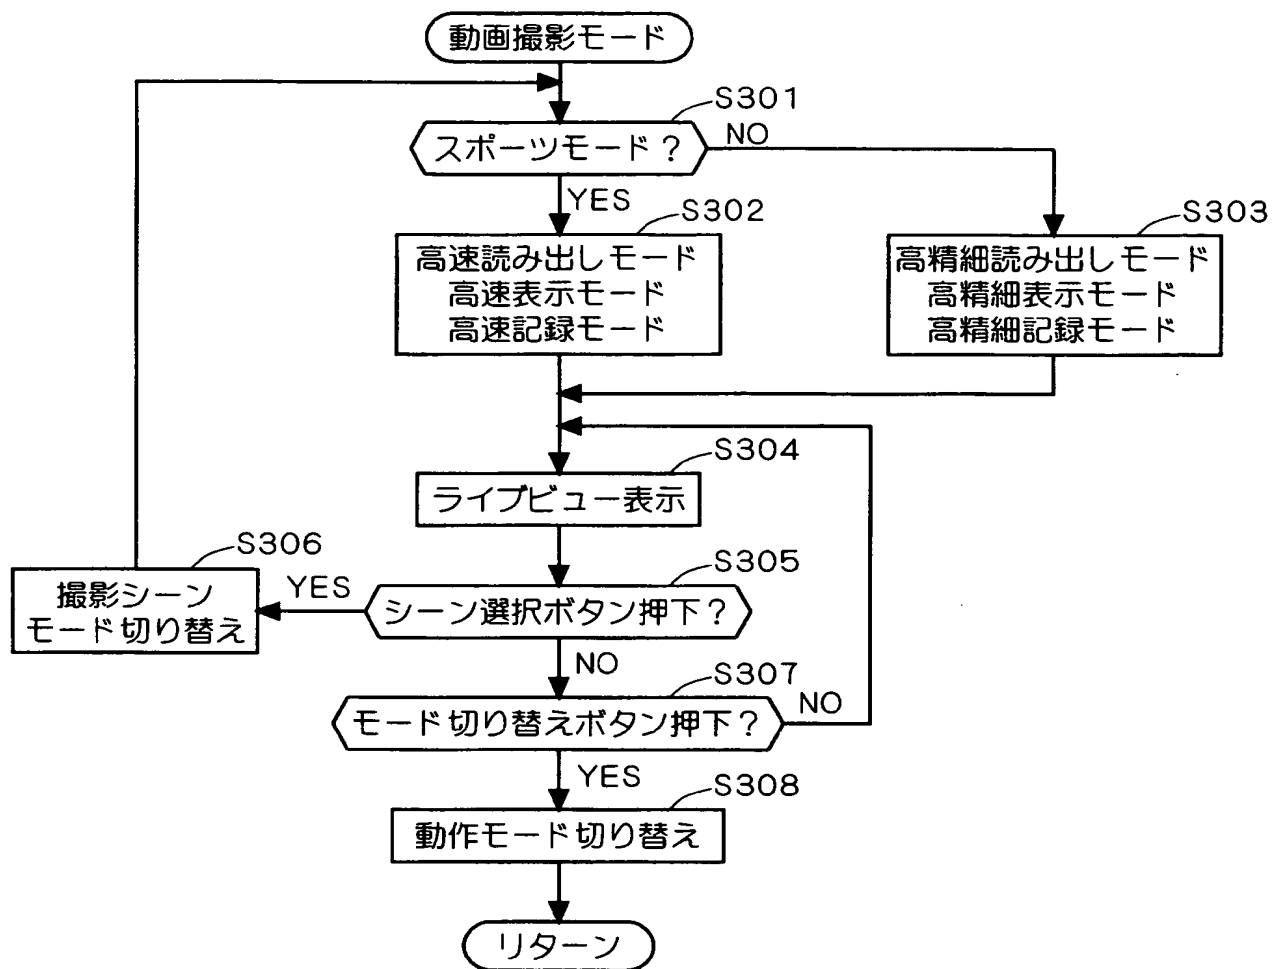 動画撮影モード
S301
スポーツモード？
NO
YES
S302
高速読み出しモード
高速表示モード
高速記録モード
S303
高精細読み出しモード
高精細表示モード
高精細記録モード
S304
ライブビュー表示
S305
シーン選択ボタン押下？
YES
S306
撮影シーン
モード切り替え
NO
S307
モード切り替えボタン押下？
NO
YES
S308
動作モード切り替え
リターン